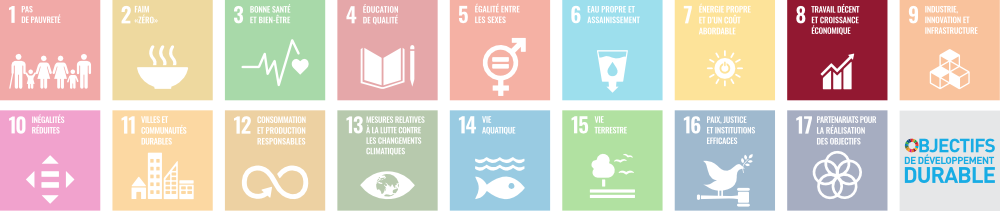 1 PAS
DE PAUVRETÉ
2 FAIM
«ZÉRO»
3 BONNE SANTÉ
ET BIEN-ÊTRE
4 ÉDUCATION
DE QUALITÉ
5 ÉGALITÉ ENTRE
LES SEXES
6 EAU PROPRE ET
ASSAINISSEMENT
7 ÉNERGIE PROPRE
ET D'UN COÛT
ABORDABLE
8 TRAVAIL DÉCENT
ET CROISSANCE
ÉCONOMIQUE
9 INDUSTRIE,
INNOVATION ET
INFRASTRUCTURE
10 INÉGALITÉS
RÉDUITES
11 VILLES ET
COMMUNAUTÉS
DURABLES
12 CONSOMMATION
ET PRODUCTION
RESPONSABLES
13 MESURES RELATIVES
À LA LUTTE CONTRE
LES CHANGEMENTS
CLIMATIQUES
14 VIE
AQUATIQUE
15 VIE
TERRESTRE
16 PAIX, JUSTICE
ET INSTITUTIONS
EFFICACES
17 PARTENARIATS POUR
LA RÉALISATION
DES OBJECTIFS
OBJECTIFS
DE DÉVELOPPEMENT
DURABLE